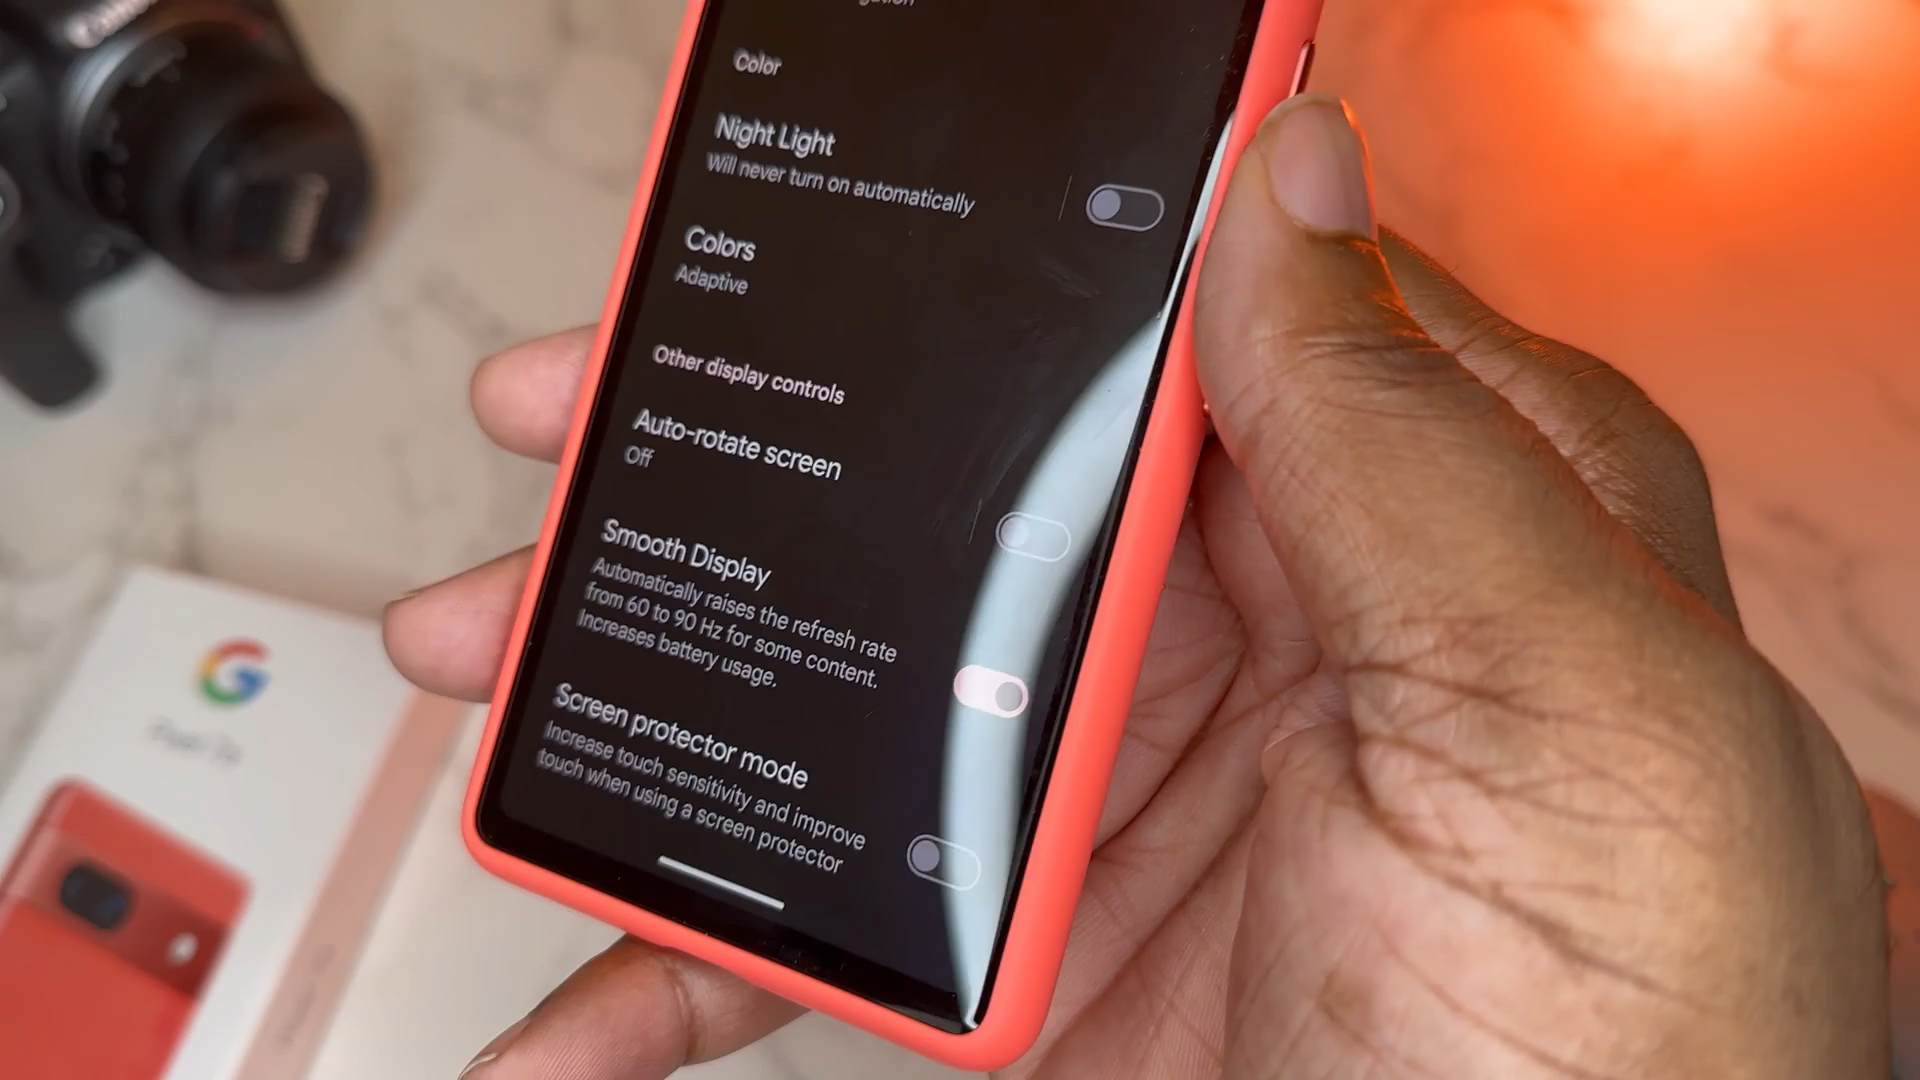 Color
Night Light
Will never turn on automatically
Colors
Adaptive
Other display controls
Auto-rotate screen
Off
Smooth Display
Automatically raises the refresh rate
from 60 to 90 Hz for some content.
Increases battery usage.
Screen protector mode
Increase touch sensitivity and improve
touch when using a screen protector
G